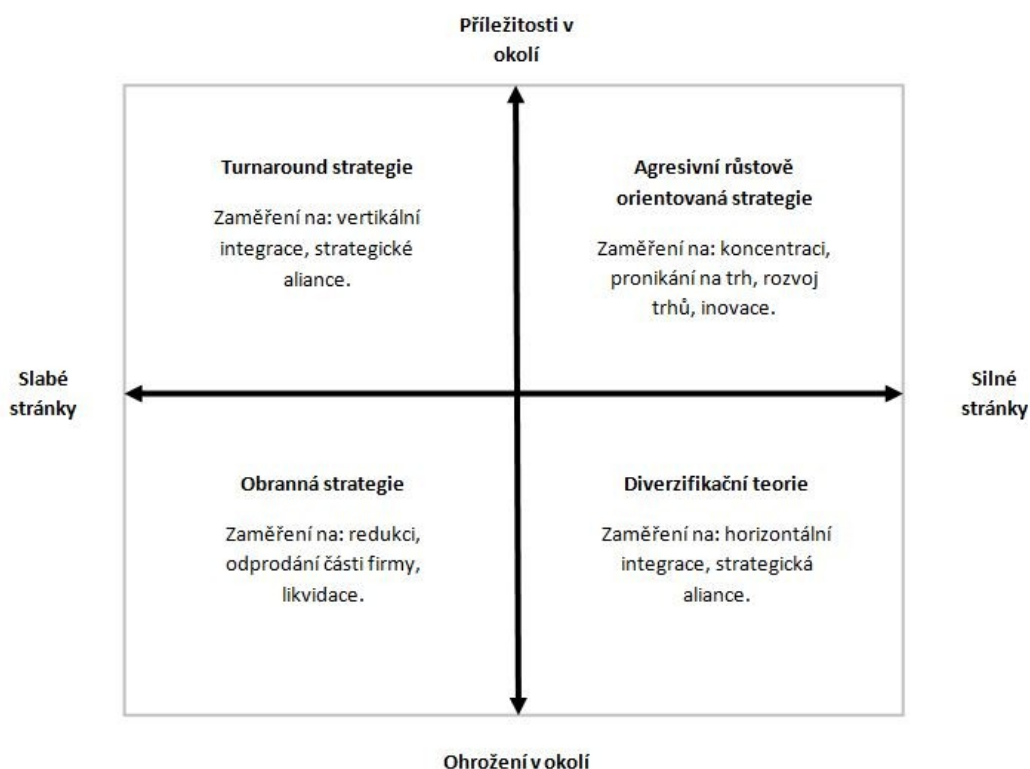 Příležitosti v
okolí
Turnaround strategie
Zaměření na: vertikální
integrace, strategické
aliance.
Agresivní růstově
orientovaná strategie
Zaměření na: koncentraci,
pronikání na trh, rozvoj
trhů, inovace.
Slabé
stránky
Silné
stránky
Obranná strategie
Zaměření na: redukci,
odprodání části firmy,
likvidace.
Diverzifikační teorie
Zaměření na: horizontální
integrace, strategická
aliance.
Ohrožení v okolí